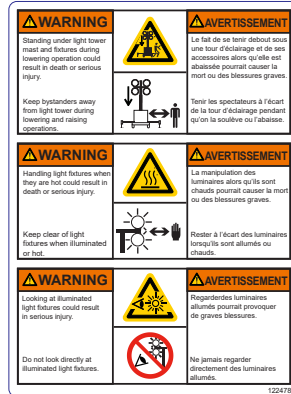 WARNING
Standing under light tower
mast and fixtures during
lowering operation could
result in death or serious
injury.
Keep bystanders away
from light tower during
lowering and raising
operations.
AVERTISSEMENT
Le fait de se tenir debout sous
une tour d'éclairage et de ses
accessoires alors qu'elle est
abaissée pourrait causer la
mort ou des blessures graves.
Tenir les spectateurs à l'écart
de la tour d'éclairage pendant
qu'on la soulève ou l'abaisse.
WARNING
Handling light fixtures when
they are hot could result in
death or serious injury.
Keep clear of light
fixtures when illuminated
or hot.
AVERTISSEMENT
La manipulation des
luminaires alors qu'ils sont
chauds pourrait causer la mort
ou des blessures graves.
Rester à l'écart des luminaires
lorsqu'ils sont allumés ou
chauds.
WARNING
Looking at illuminated
light fixtures could result
in serious injury.
Do not look directly at
illuminated light fixtures.
AVERTISSEMENT
Regarderdes luminaires
allumés pourrait provoquer
de graves blessures.
Ne jamais regarder
directement des luminaires
allumés.
122478